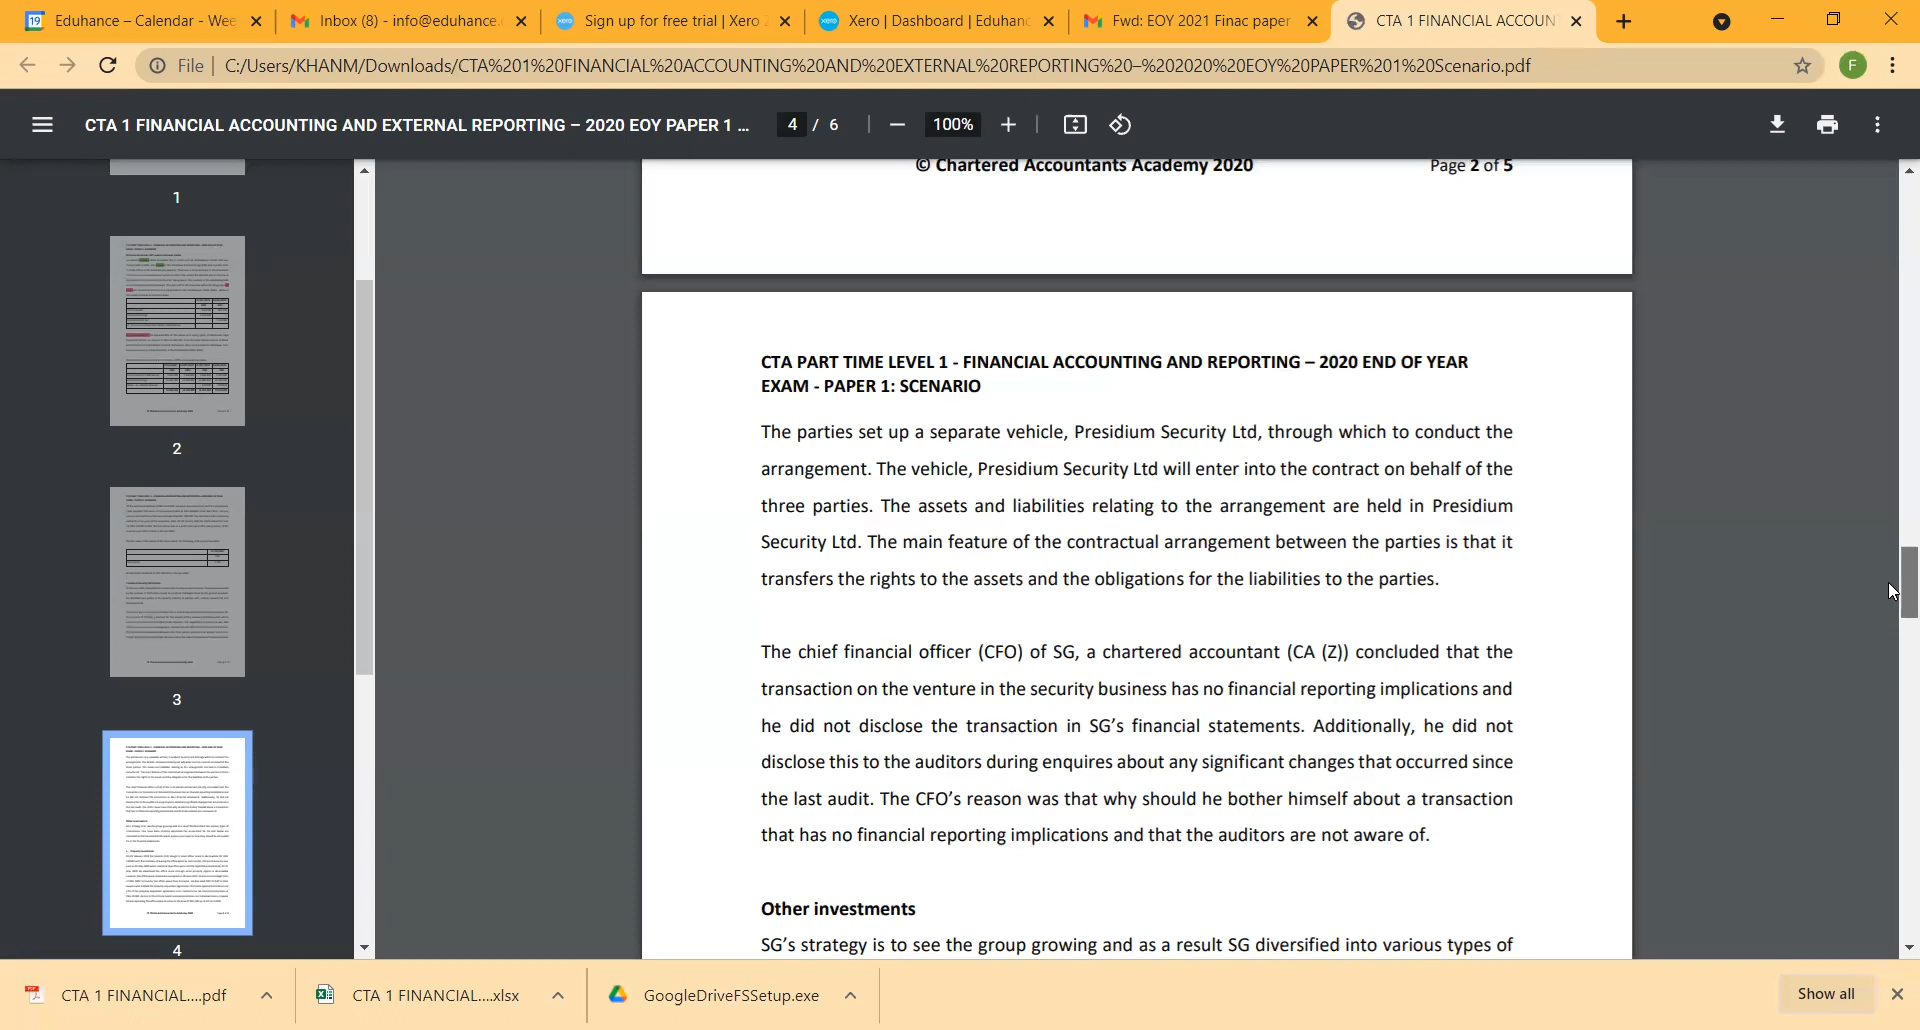 Eduhance – Calendar - Wee
Inbox (8) - info@eduhance.
Sign up for free trial | Xero
Xero | Dashboard | Eduhanc
Fwd: EOY 2021 Finac paper
CTA 1 FINANCIAL ACCOUN
File
C:/Users/KHANM/Downloads/CTA%201%20FINANCIAL%20ACCOUNTING%20AND%20EXTERNAL%20REPORTING%20–%202020%20EOY%20PAPER%201%20Scenario.pdf
F
CTA 1 FINANCIAL ACCOUNTING AND EXTERNAL REPORTING – 2020 EOY PAPER 1 ...
4 / 6
100%
1
2
3
4
© Chartered Accountants Academy 2020
Page 2 of 5
CTA PART TIME LEVEL 1 - FINANCIAL ACCOUNTING AND REPORTING – 2020 END OF YEAR
EXAM - PAPER 1: SCENARIO
The parties set up a separate vehicle, Presidium Security Ltd, through which to conduct the
arrangement. The vehicle, Presidium Security Ltd will enter into the contract on behalf of the
three parties. The assets and liabilities relating to the arrangement are held in Presidium
Security Ltd. The main feature of the contractual arrangement between the parties is that it
transfers the rights to the assets and the obligations for the liabilities to the parties.
The chief financial officer (CFO) of SG, a chartered accountant (CA (Z)) concluded that the
transaction on the venture in the security business has no financial reporting implications and
he did not disclose the transaction in SG’s financial statements. Additionally, he did not
disclose this to the auditors during enquires about any significant changes that occurred since
the last audit. The CFO’s reason was that why should he bother himself about a transaction
that has no financial reporting implications and that the auditors are not aware of.
Other investments
SG’s strategy is to see the group growing and as a result SG diversified into various types of
CTA 1 FINANCIAL....pdf
CTA 1 FINANCIAL....xlsx
GoogleDriveFSSetup.exe
Show all